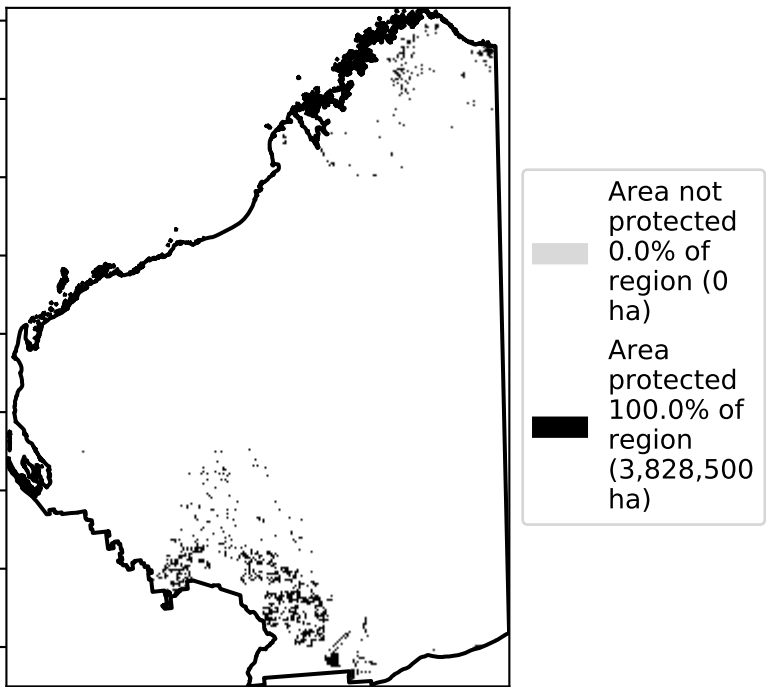 Area not
protected
0.0% of
region (0
ha)
Area
protected
100.0% of
region
(3,828,500
ha)